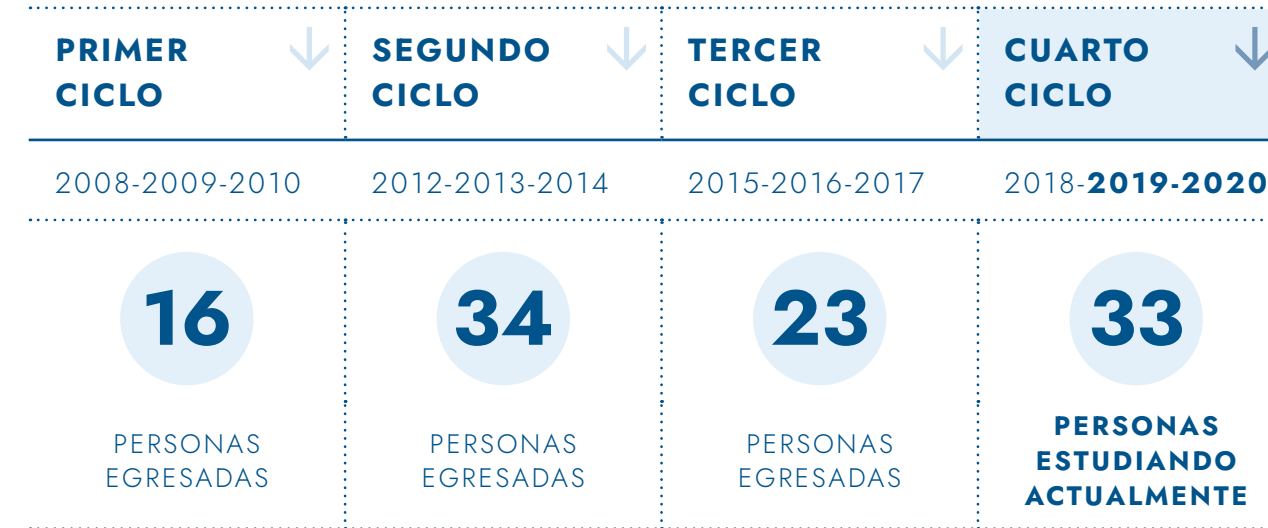 PRIMER
CICLO
SEGUNDO
CICLO
TERCER
CICLO
CUARTO
CICLO
2008-2009-2010
2012-2013-2014
2015-2016-2017
2018-2019-2020
16
34
23
33
PERSONAS
EGRESADAS
PERSONAS
EGRESADAS
PERSONAS
EGRESADAS
PERSONAS
ESTUDIANDO
ACTUALMENTE